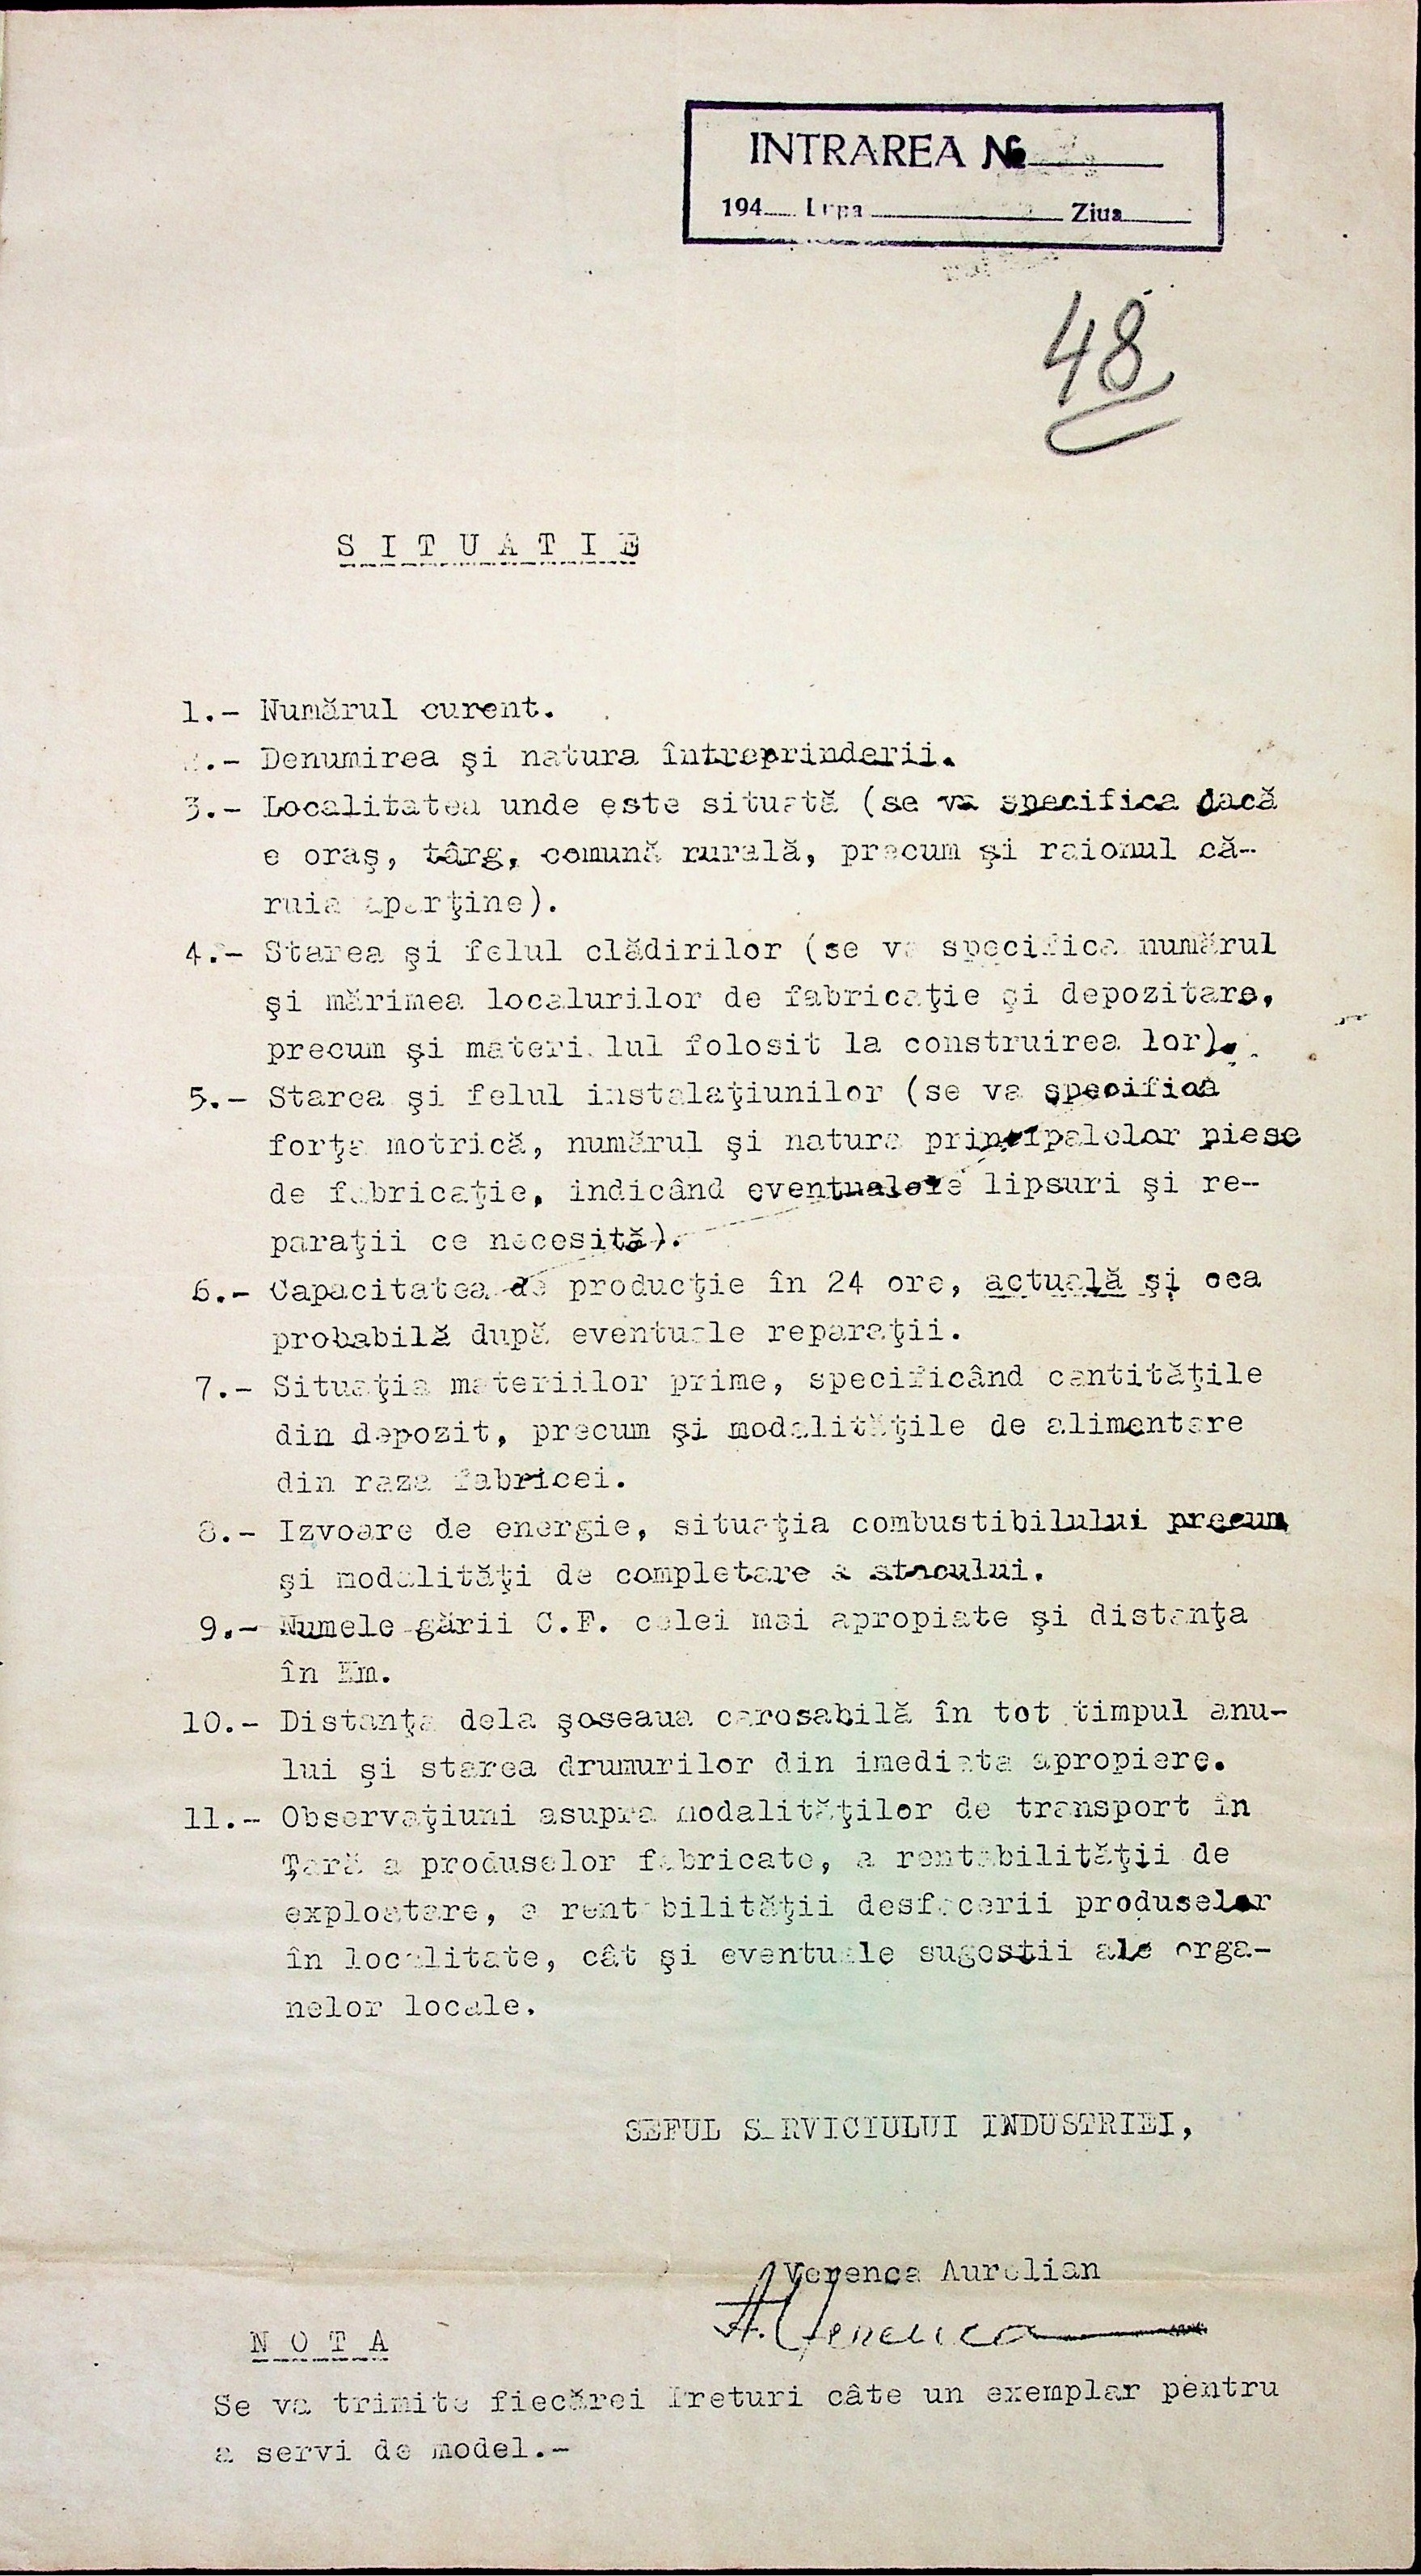 INTRAREA No
194 Luna Ziua
48
SITUATIE
1.- Numărul curent.
2.- Denumirea şi natura întreprinderii.
3.- Localitatea unde este situată (se va specifica dacă
e oraş, târg, comună rurală, precum şi raionul că-
ruia aparţine).
4.- Starea şi felul clădirilor (se va specifica numărul
şi mărimea localurilor de fabricaţie şi depozitare,
precum şi materialul folosit la construirea lor).
5.- Starea şi felul instalaţiunilor (se va specifica
forţa motrică, numărul şi natura principalelor piese
de fabricaţie, indicând eventualele lipsuri şi re-
paraţii ce necesită).
6.- Capacitatea de producţie în 24 ore, actuală şi cea
probabilă după eventuale reparaţii.
7.- Situaţia materiilor prime, specificând cantităţile
din depozit, precum şi modalităţile de alimentare
din raza fabricei.
8.- Izvoare de energie, situaţia combustibilului precum
şi modalităţi de completare a stocului.
9.- Numele gării C.F. celei mai apropiate şi distanţa
în Km.
10.- Distanţa dela şoseaua carosabilă în tot timpul anu-
lui şi starea drumurilor din imediata apropiere.
11.- Observaţiuni asupra modalităţilor de transport în
Ţară a produselor fabricate, a rentabilităţii de
exploatare, a rentabilităţii desfacerii produselor
în localitate, cât şi eventuale sugestii ale orga-
nelor locale.
SEFUL SERVICIULUI INDUSTRIEI,
Verenca Aurelian
A. Verenca
NOTA
Se va trimite fiecărei Preturi câte un exemplar pentru
a servi de model.-